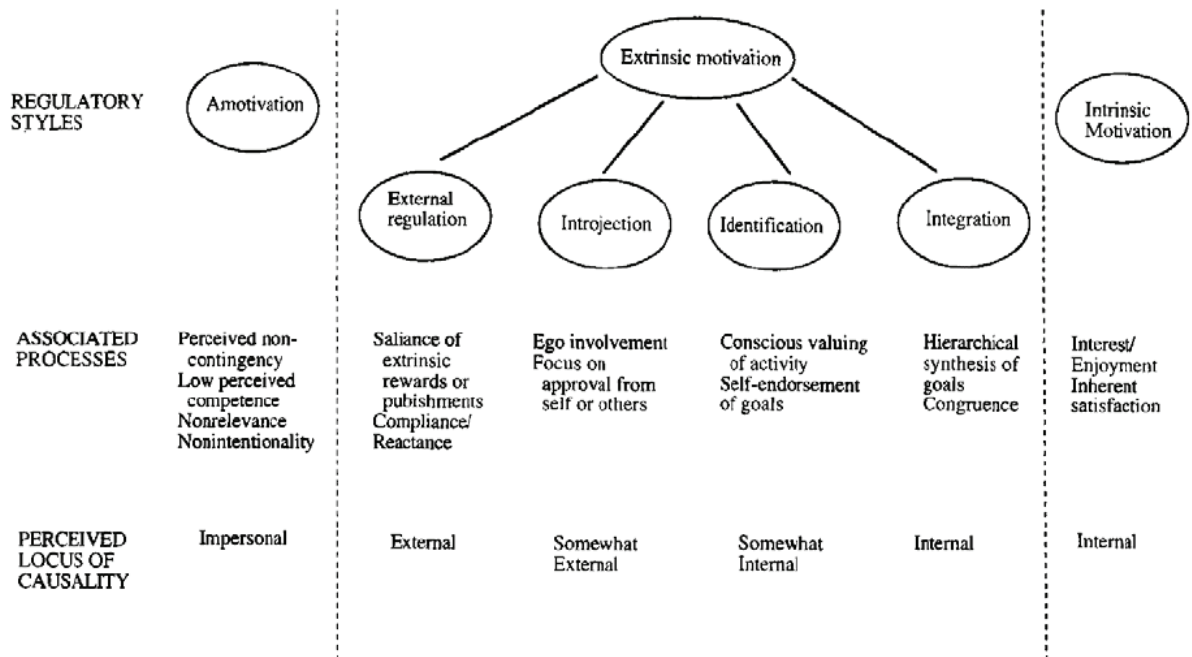 Extrinsic motivation
REGULATORY
STYLES
Amotivation
Intrinsic
Motivation
External
regulation
Introjection
Identification
Integration
ASSOCIATED
PROCESSES
Perceived non-
contingency
Low perceived
competence
Nonrelevance
Nonintentionality
Saliance of
extrinsic
rewards or
pubishments
Compliance/
Reactance
Ego involvement
Focus on
approval from
self or others
Conscious valuing
of activity
Self-endorsement
of goals
Hierarchical
synthesis of
goals
Congruence
Interest/
Enjoyment
Inherent
satisfaction
PERCEIVED
LOCUS OF
CAUSALITY
Impersonal
External
Somewhat
External
Somewhat
Internal
Internal
Internal